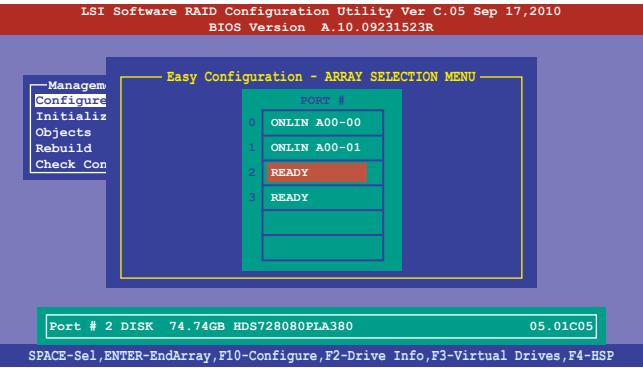 LSI Software RAID Configuration Utility Ver C.05 Sep 17,2010
BIOS Version A.10.09231523R
Easy Configuration - ARRAY SELECTION MENU
Managem
Configure
Initializ
Objects
Rebuild
Check Con
PORT #
0 ONLIN A00-00
1 ONLIN A00-01
2 READY
3 READY
Port # 2 DISK 74.74GB HDS728080PLA380 05.01C05
SPACE-Sel,ENTER-EndArray,F10-Configure,F2-Drive Info,F3-Virtual Drives,F4-HSP